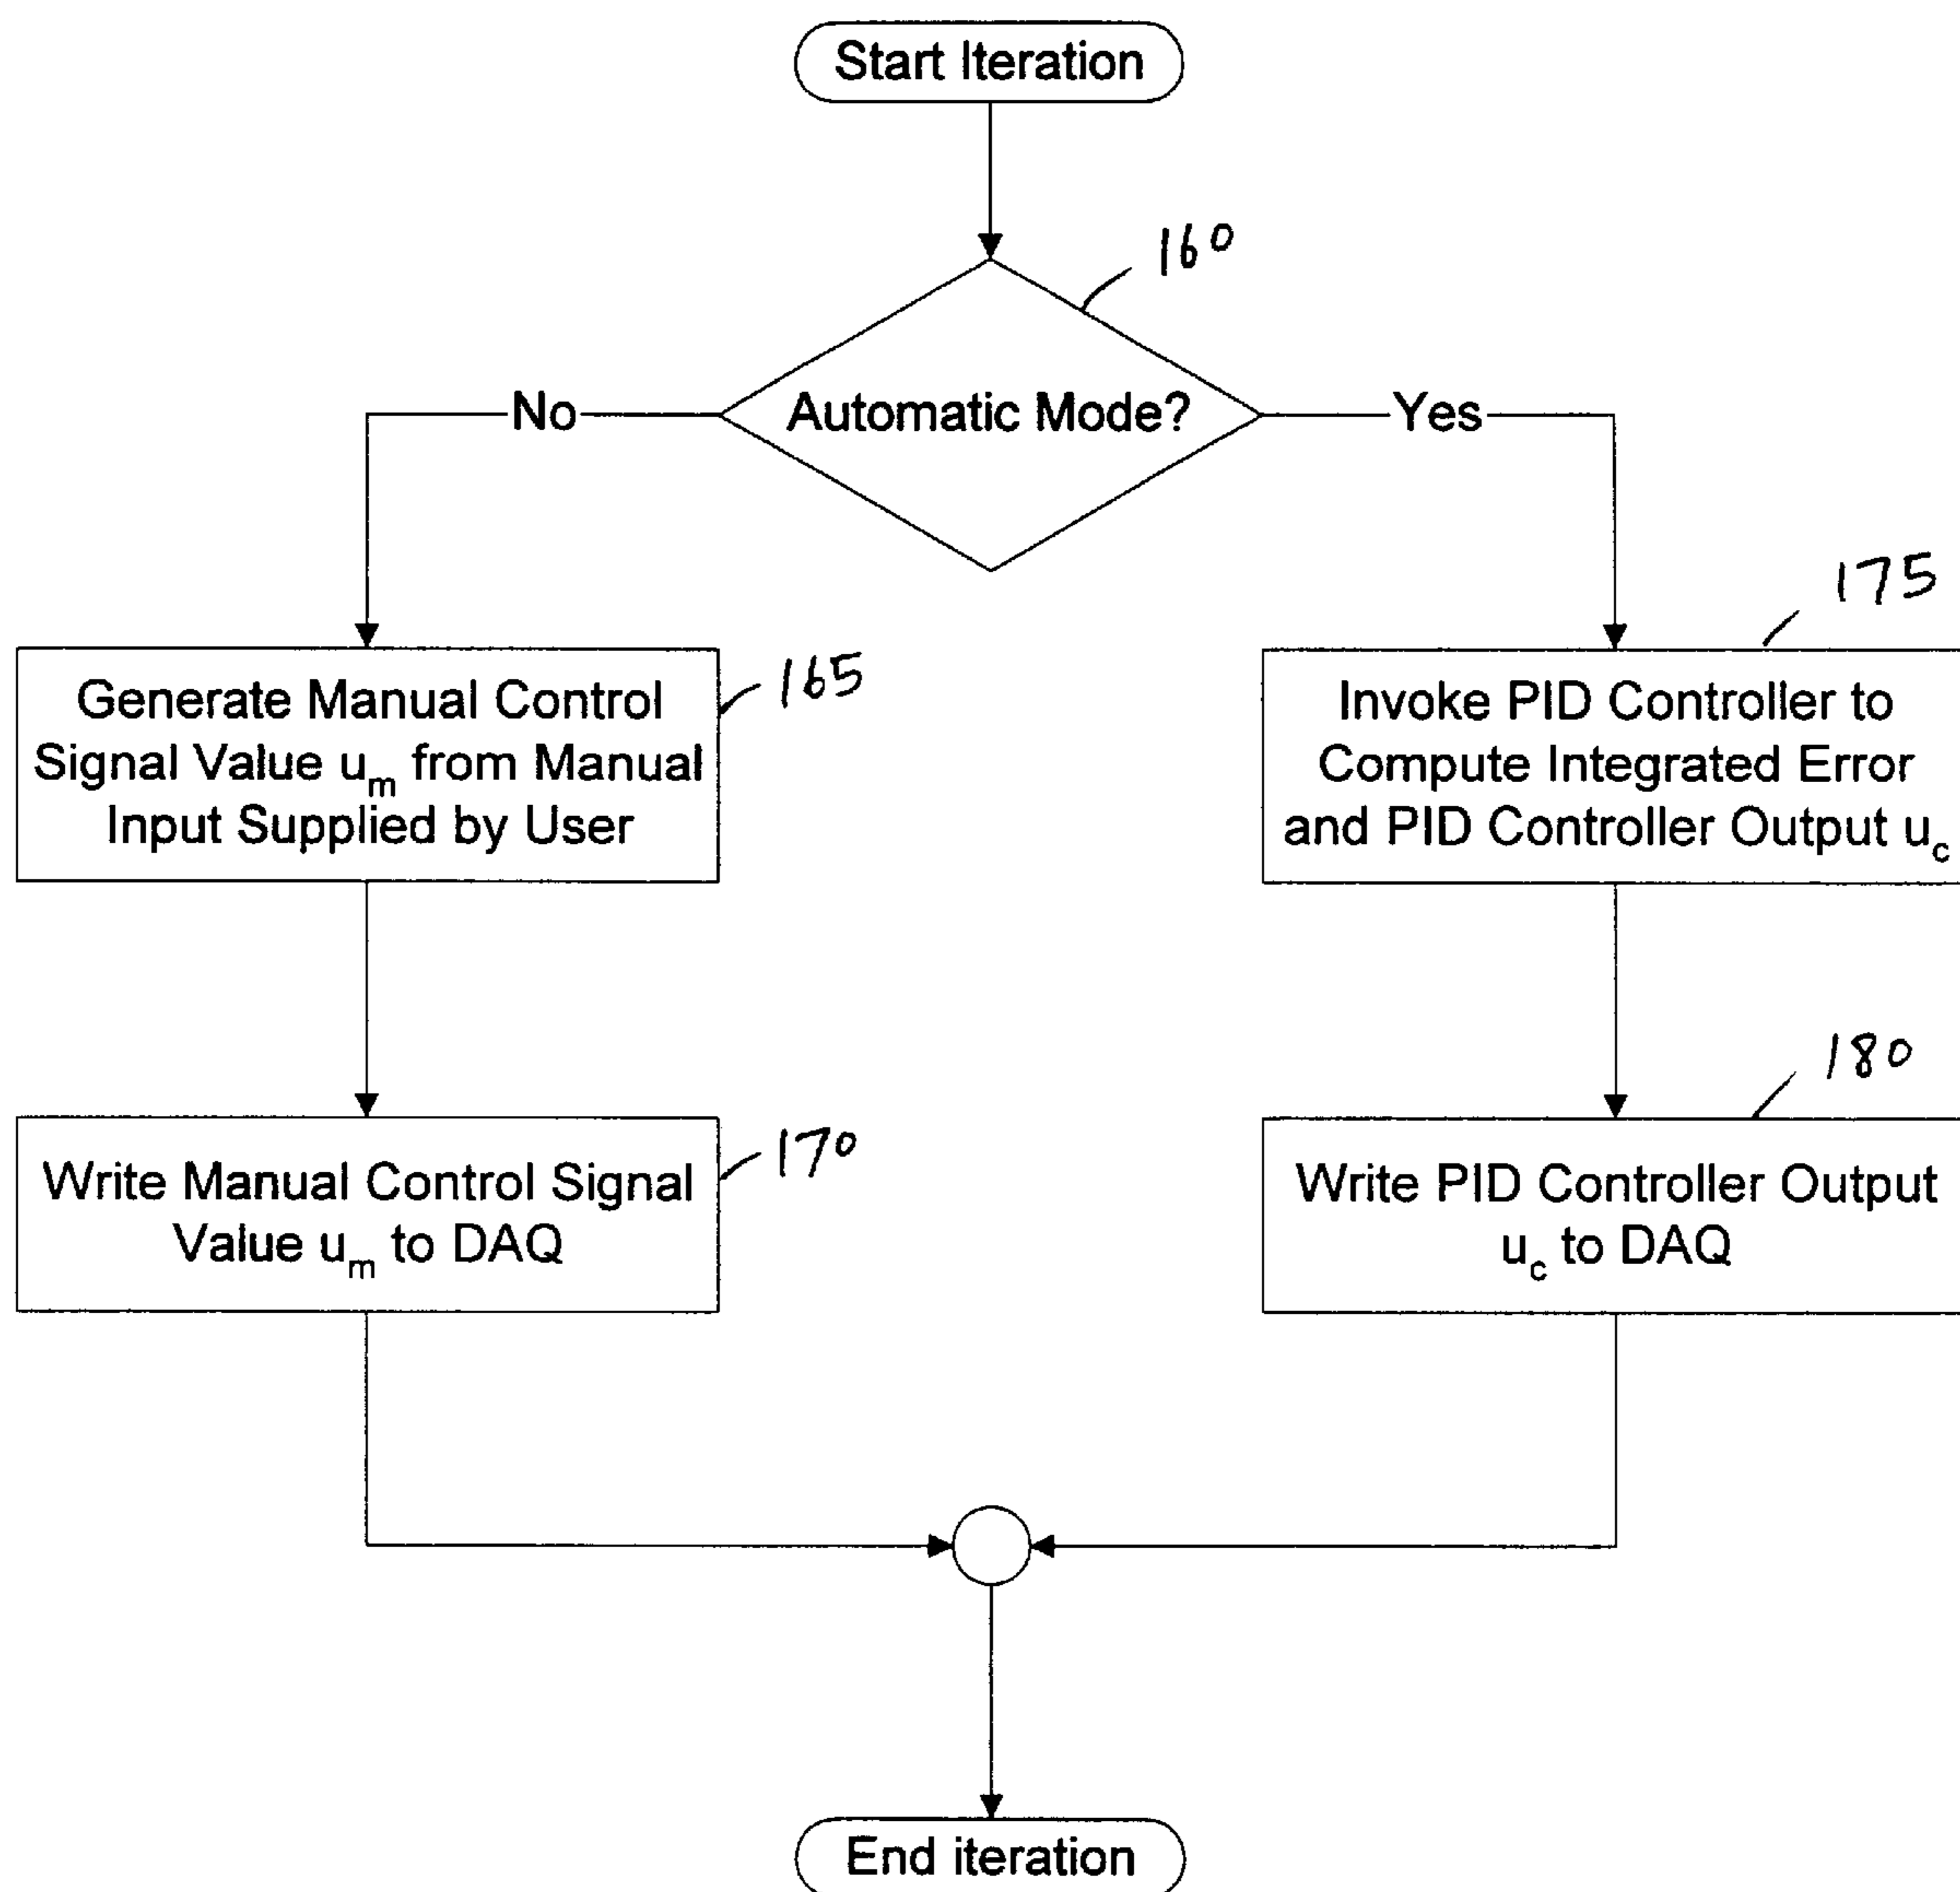 Start Iteration
160
No
Automatic Mode?
Yes
175
Generate Manual Control
Signal Value uₘ from Manual
Input Supplied by User
165
Invoke PID Controller to
Compute Integrated Error
and PID Controller Output u_c
180
Write Manual Control Signal
Value uₘ to DAQ
170
Write PID Controller Output
u_c to DAQ
End iteration